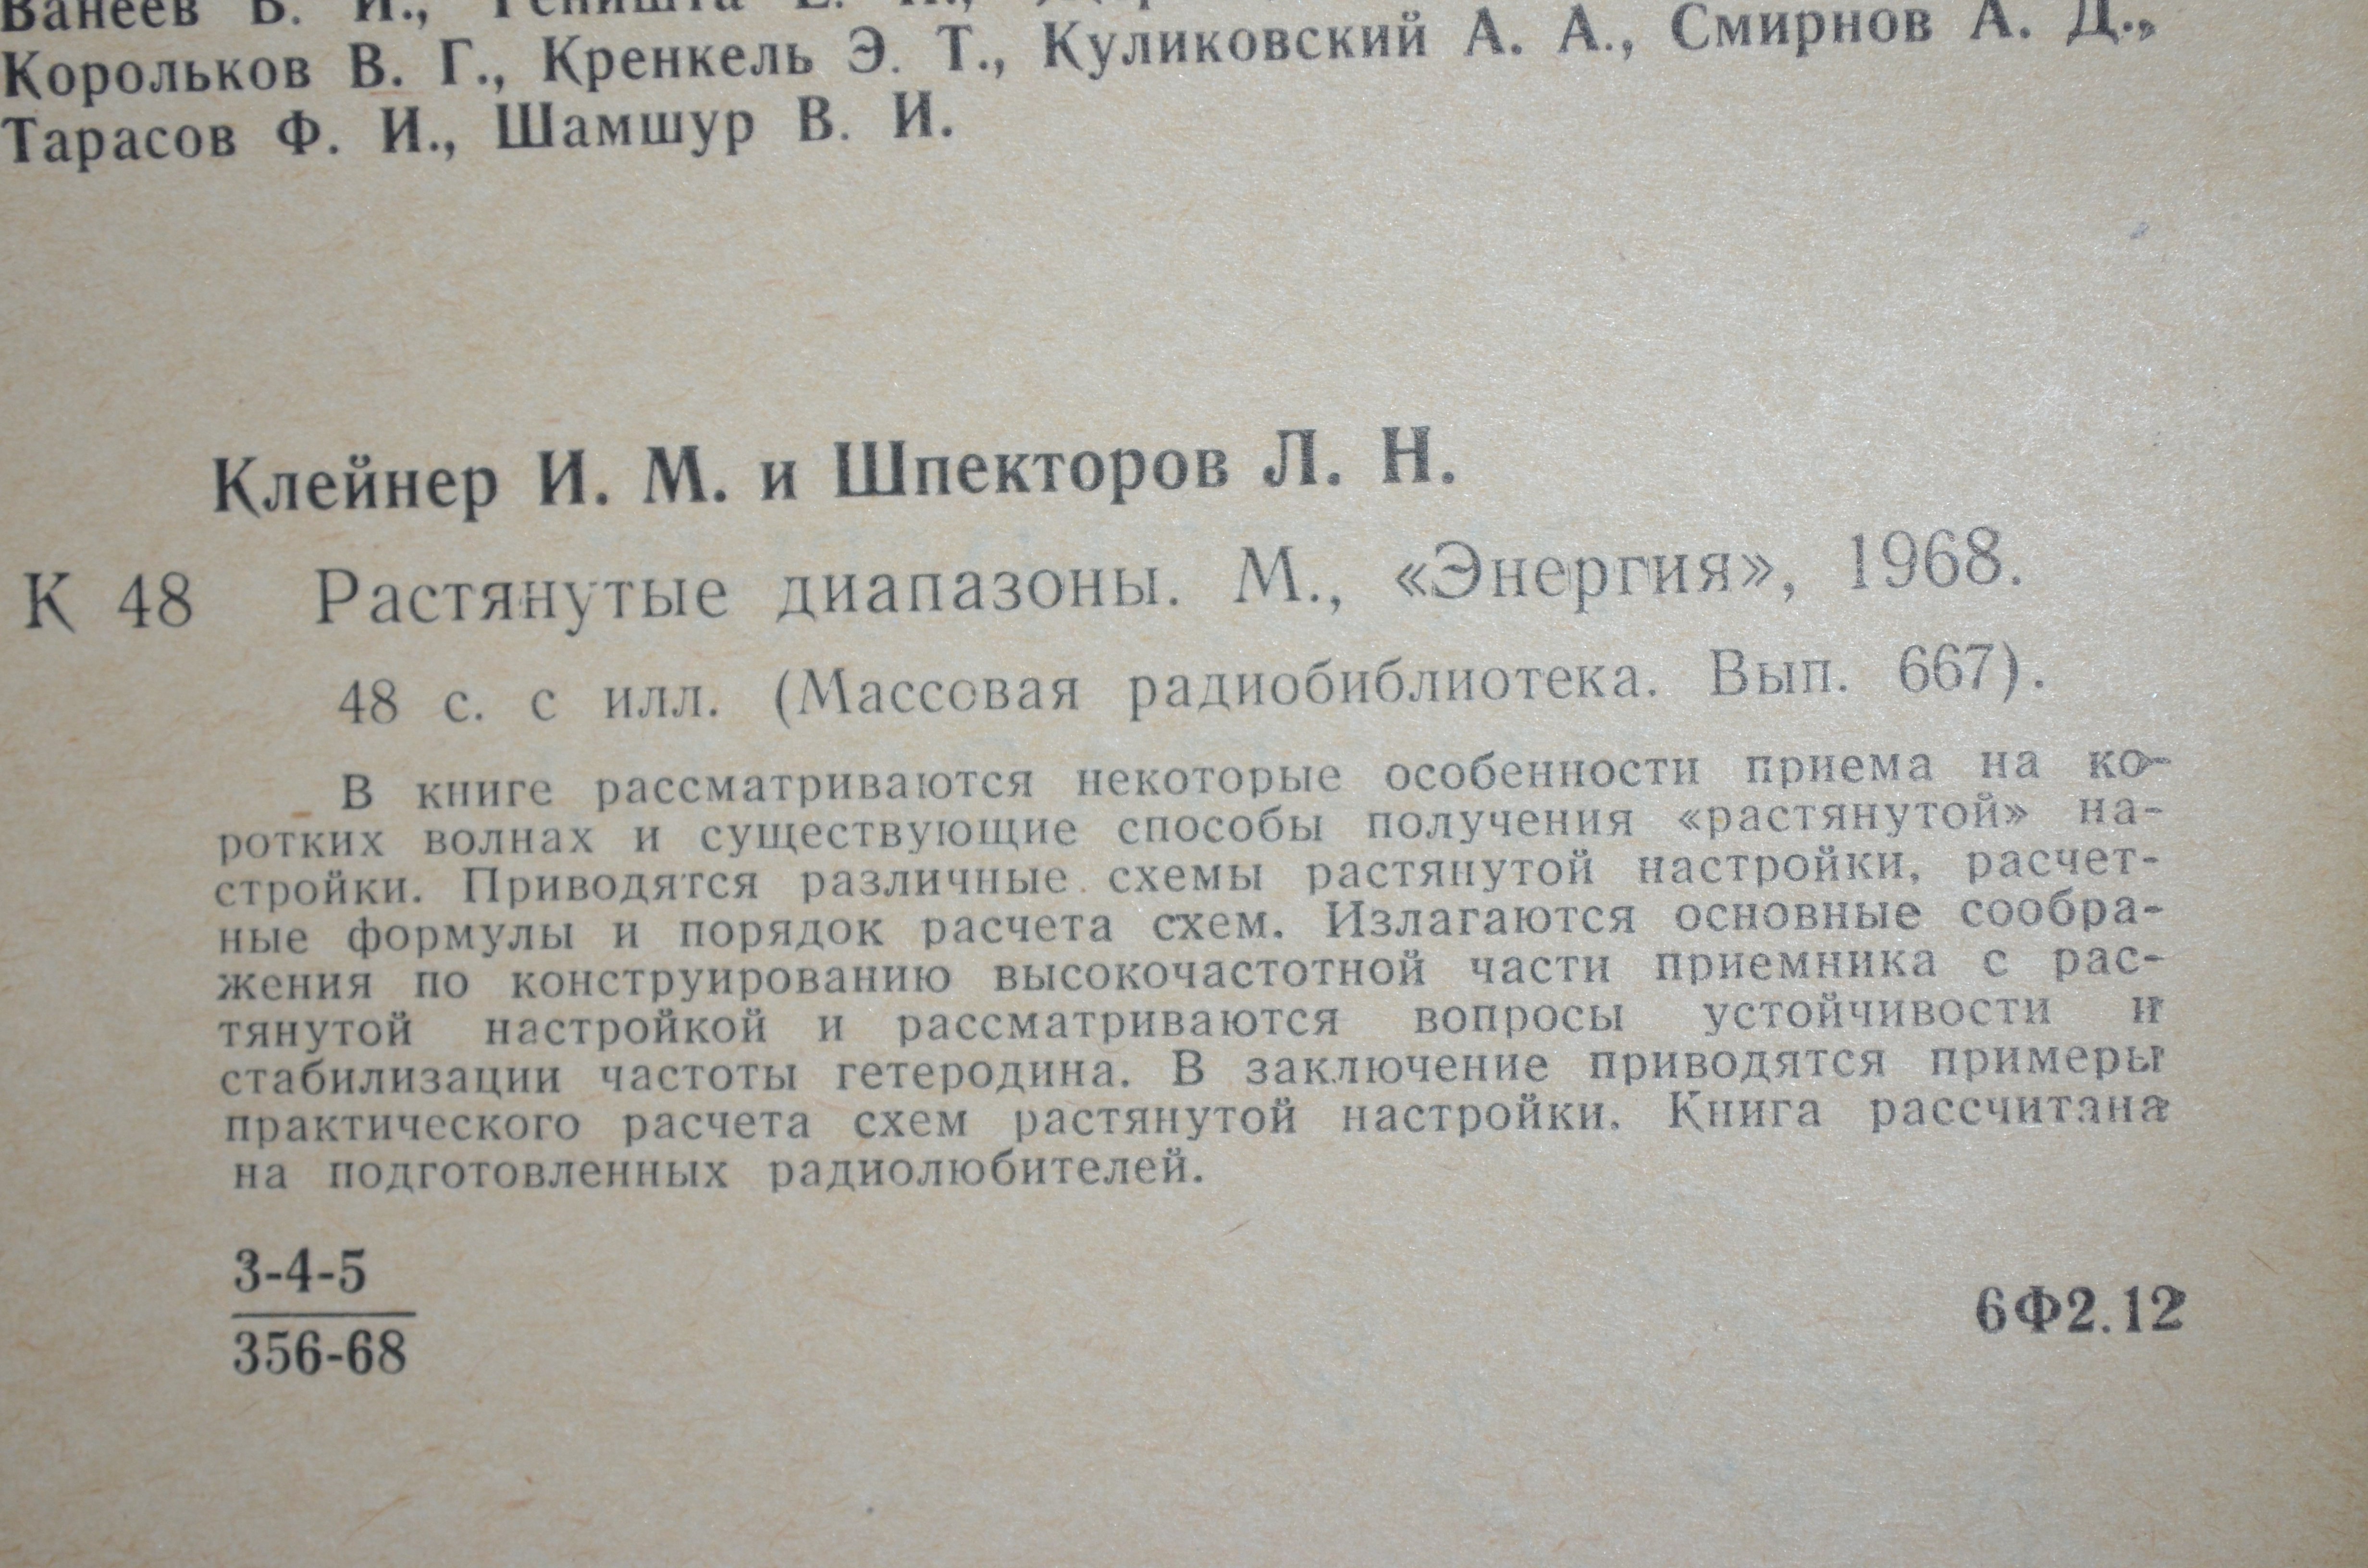 Ванеев В. И.,
Корольков В. Г., Кренкель Э. Т., Куликовский А. А., Смирнов А. Д.,
Тарасов Ф. И., Шамшур В. И.
Клейнер И. М. и Шпекторов Л. Н.
К 48 Растянутые диапазоны. М., «Энергия», 1968.
48 с. с илл. (Массовая радиобиблиотека. Вып. 667).
В книге рассматриваются некоторые особенности приема на ко-
ротких волнах и существующие способы получения «растянутой» на-
стройки. Приводятся различные схемы растянутой настройки, расчет-
ные формулы и порядок расчета схем. Излагаются основные сообра-
жения по конструированию высокочастотной части приемника с рас-
тянутой настройкой и рассматриваются вопросы устойчивости и
стабилизации частоты гетеродина. В заключение приводятся примеры
практического расчета схем растянутой настройки. Книга рассчитана
на подготовленных радиолюбителей.
3-4-5
356-68
6Ф2.12